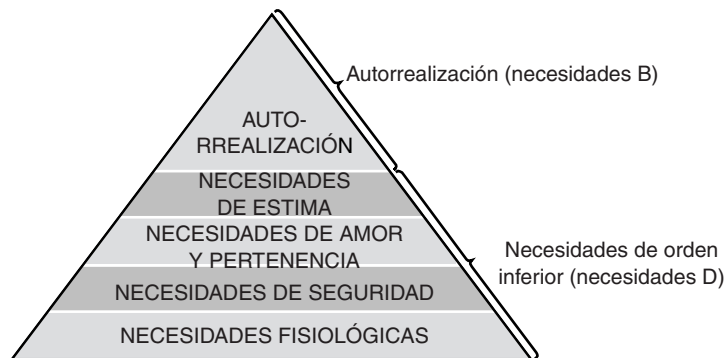 Autorrealización (necesidades B)
AUTO-
RREALIZACIÓN
NECESIDADES
DE ESTIMA
NECESIDADES DE AMOR
Y PERTENENCIA
Necesidades de orden
inferior (necesidades D)
NECESIDADES DE SEGURIDAD
NECESIDADES FISIOLÓGICAS